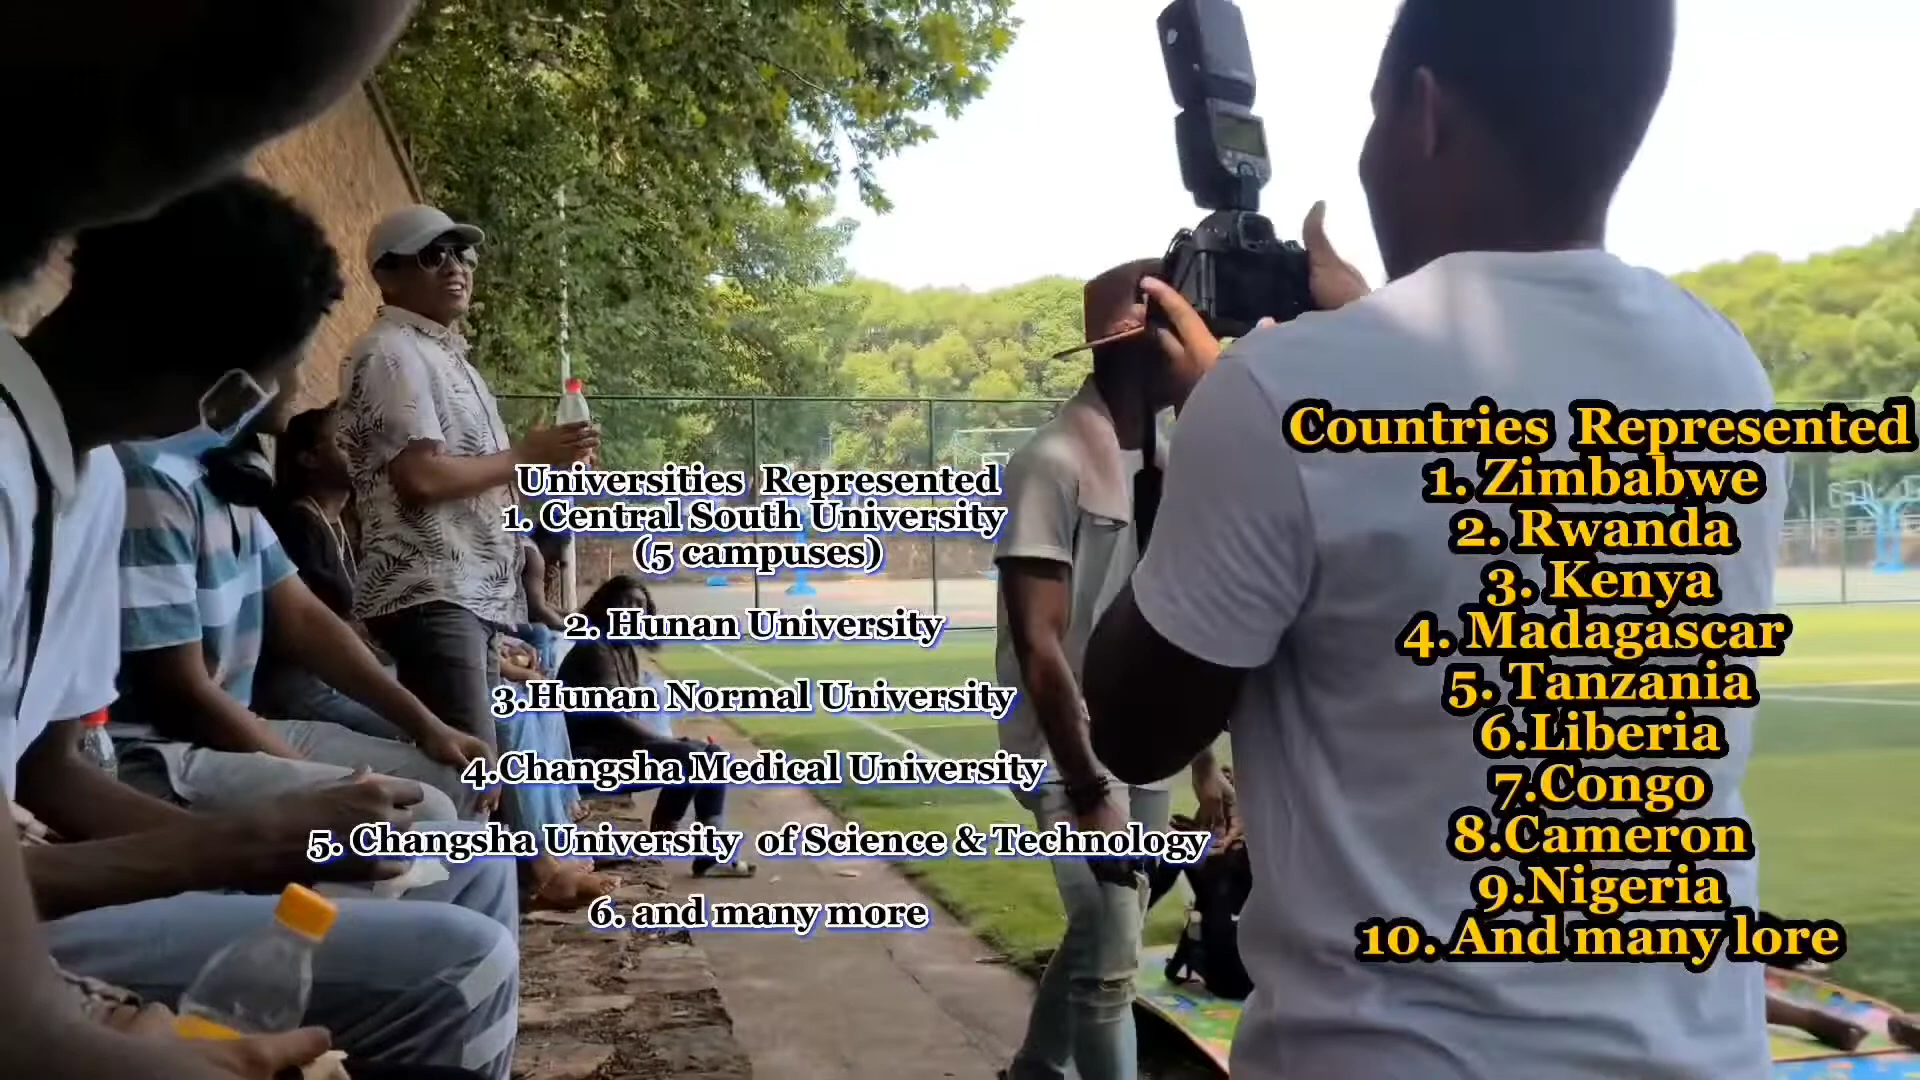 Universities Represented
1. Central South University
(5 campuses)
2. Hunan University
3.Hunan Normal University
4.Changsha Medical University
5. Changsha University of Science & Technology
6. and many more
Countries Represented
1. Zimbabwe
2. Rwanda
3. Kenya
4. Madagascar
5. Tanzania
6.Liberia
7.Congo
8.Cameron
9.Nigeria
10. And many lore